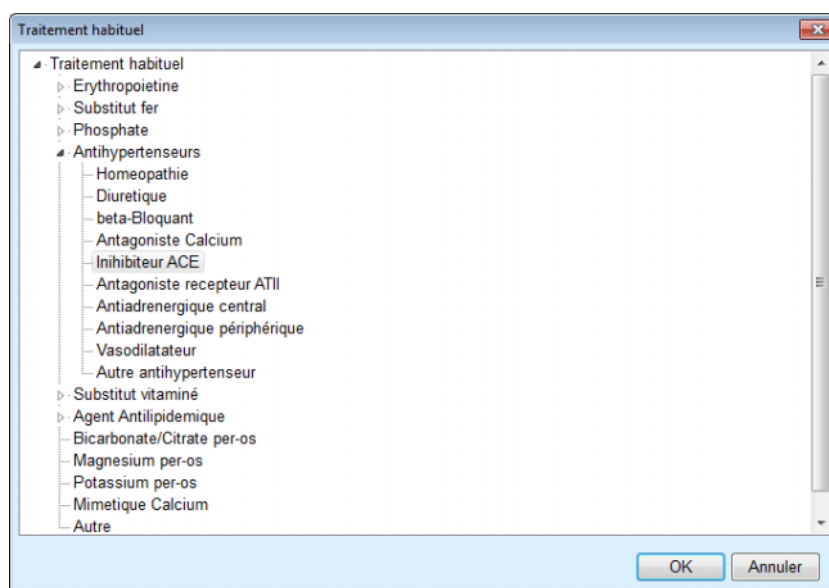 Traitement habituel
Traitement habituel
Erythropoietine
Substitut fer
Phosphate
Antihypertenseurs
Homeopathie
Diuretique
beta-Bloquant
Antagoniste Calcium
Inihibiteur ACE
Antagoniste recepteur ATII
Antiadrenergique central
Antiadrenergique périphérique
Vasodilatateur
Autre antihypertenseur
Substitut vitaminé
Agent Antilipidemique
Bicarbonate/Citrate per-os
Magnesium per-os
Potassium per-os
Mimetique Calcium
Autre
OK Annuler